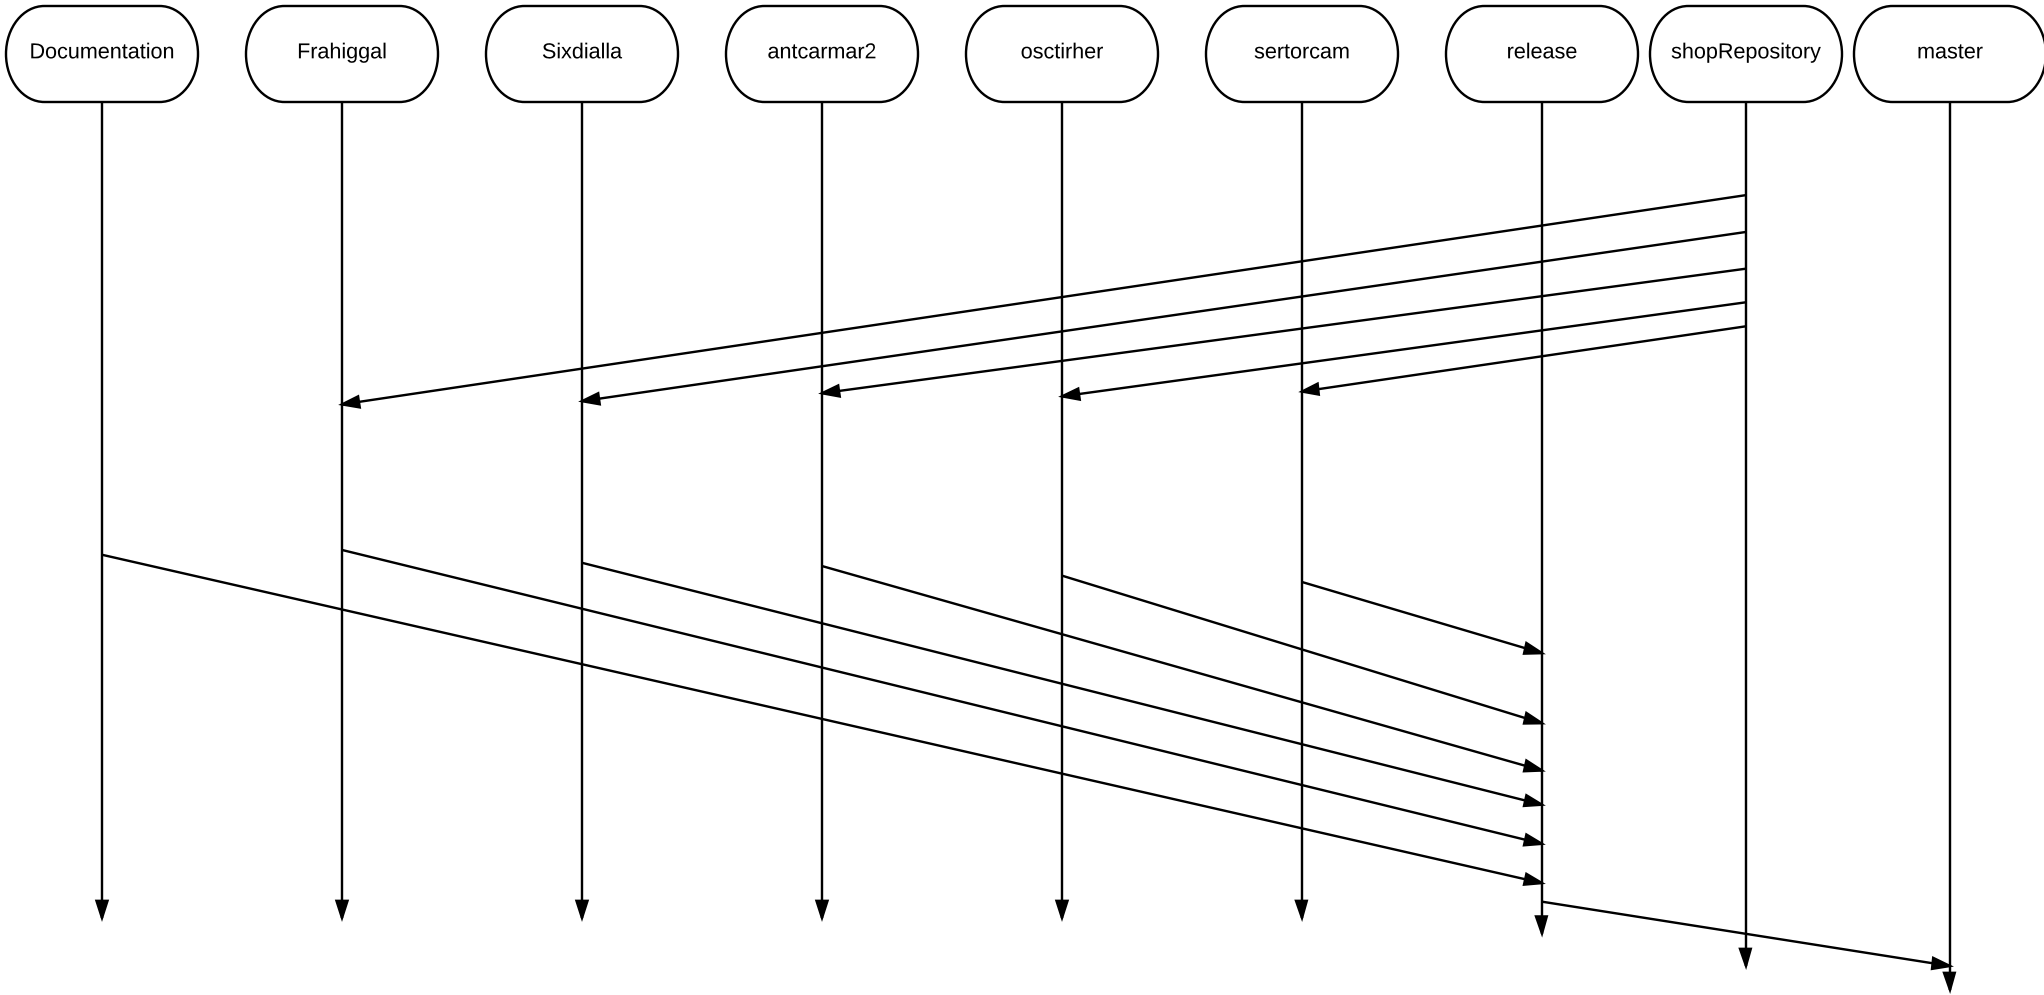 Documentation
Frahiggal
Sixdialla
antcarmar2
osctirher
sertorcam
release
shopRepository
master